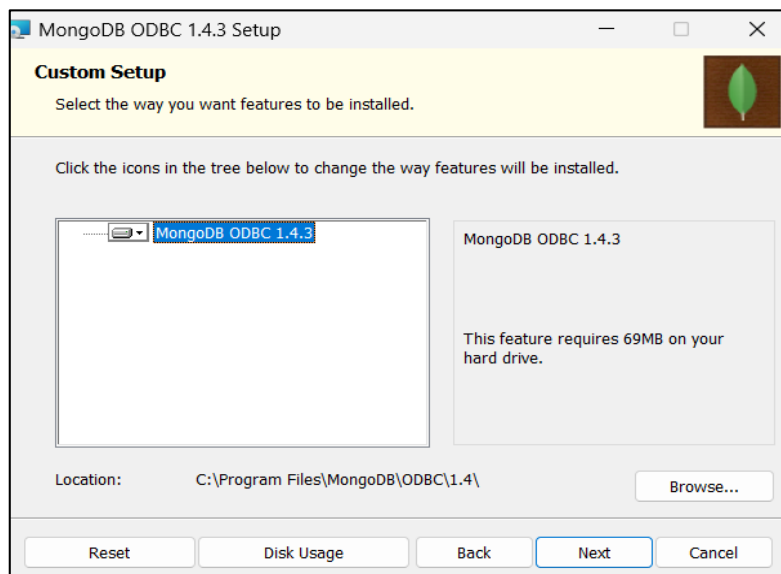 MongoDB ODBC 1.4.3 Setup
Custom Setup
Select the way you want features to be installed.
Click the icons in the tree below to change the way features will be installed.
MongoDB ODBC 1.4.3
MongoDB ODBC 1.4.3
This feature requires 69MB on your
hard drive.
Location: C:\Program Files\MongoDB\ODBC\1.4\
Browse...
Reset Disk Usage Back Next Cancel